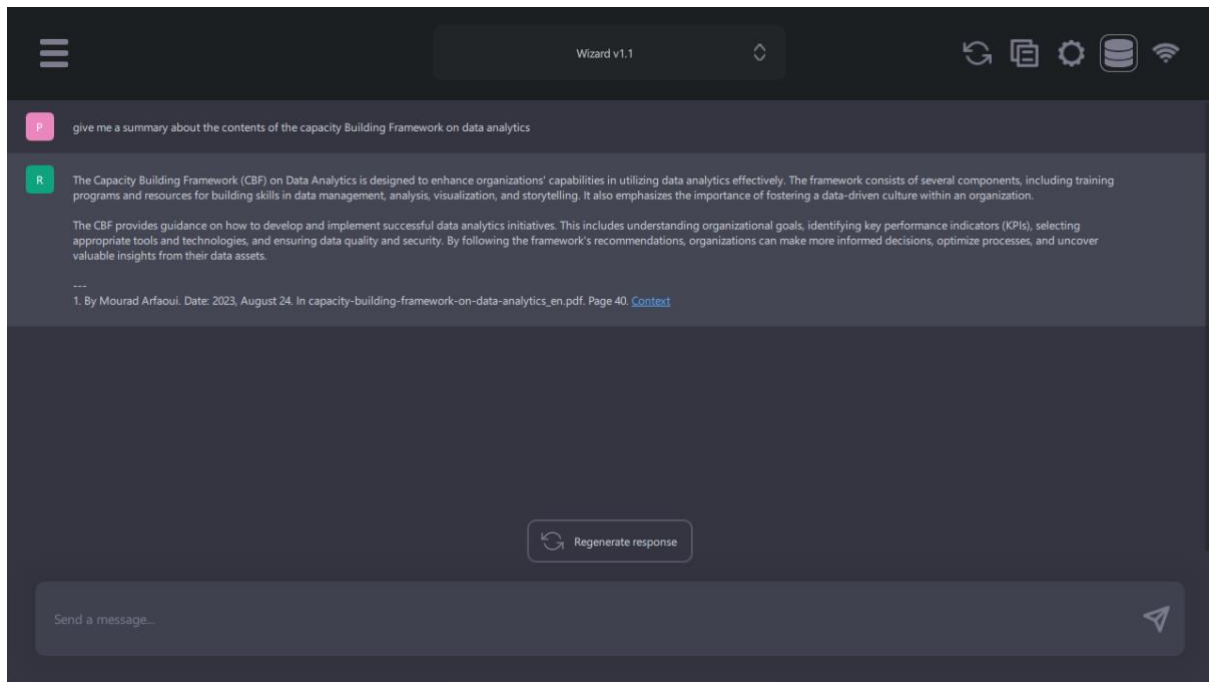 Wizard v1.1
P
give me a summary about the contents of the capacity Building Framework on data analytics
R
The Capacity Building Framework (CBF) on Data Analytics is designed to enhance organizations' capabilities in utilizing data analytics effectively. The framework consists of several components, including training
programs and resources for building skills in data management, analysis, visualization, and storytelling. It also emphasizes the importance of fostering a data-driven culture within an organization.
The CBF provides guidance on how to develop and implement successful data analytics initiatives. This includes understanding organizational goals, identifying key performance indicators (KPIs), selecting
appropriate tools and technologies, and ensuring data quality and security. By following the framework's recommendations, organizations can make more informed decisions, optimize processes, and uncover
valuable insights from their data assets.
---
1. By Mourad Arfaoui. Date: 2023, August 24. In capacity-building-framework-on-data-analytics_en.pdf. Page 40. Context
Regenerate response
Send a message...